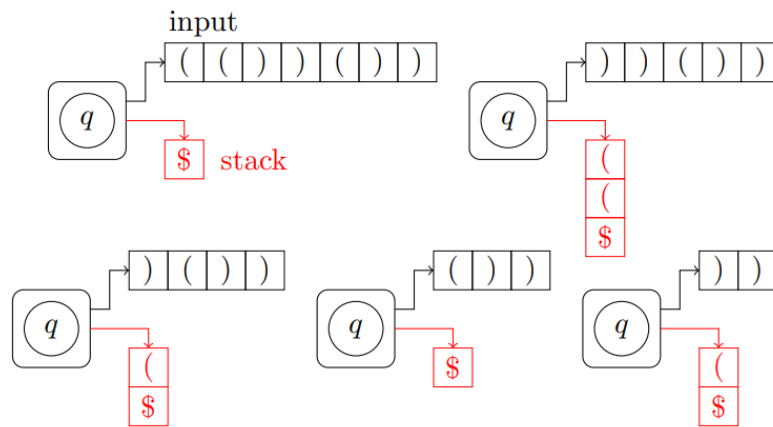 input
( ( ) ) ( ) )
q
$ stack
) ) ( ) )
q
(
(
$
) ( ) )
q
(
$
( ) )
q
$
) )
q
(
$